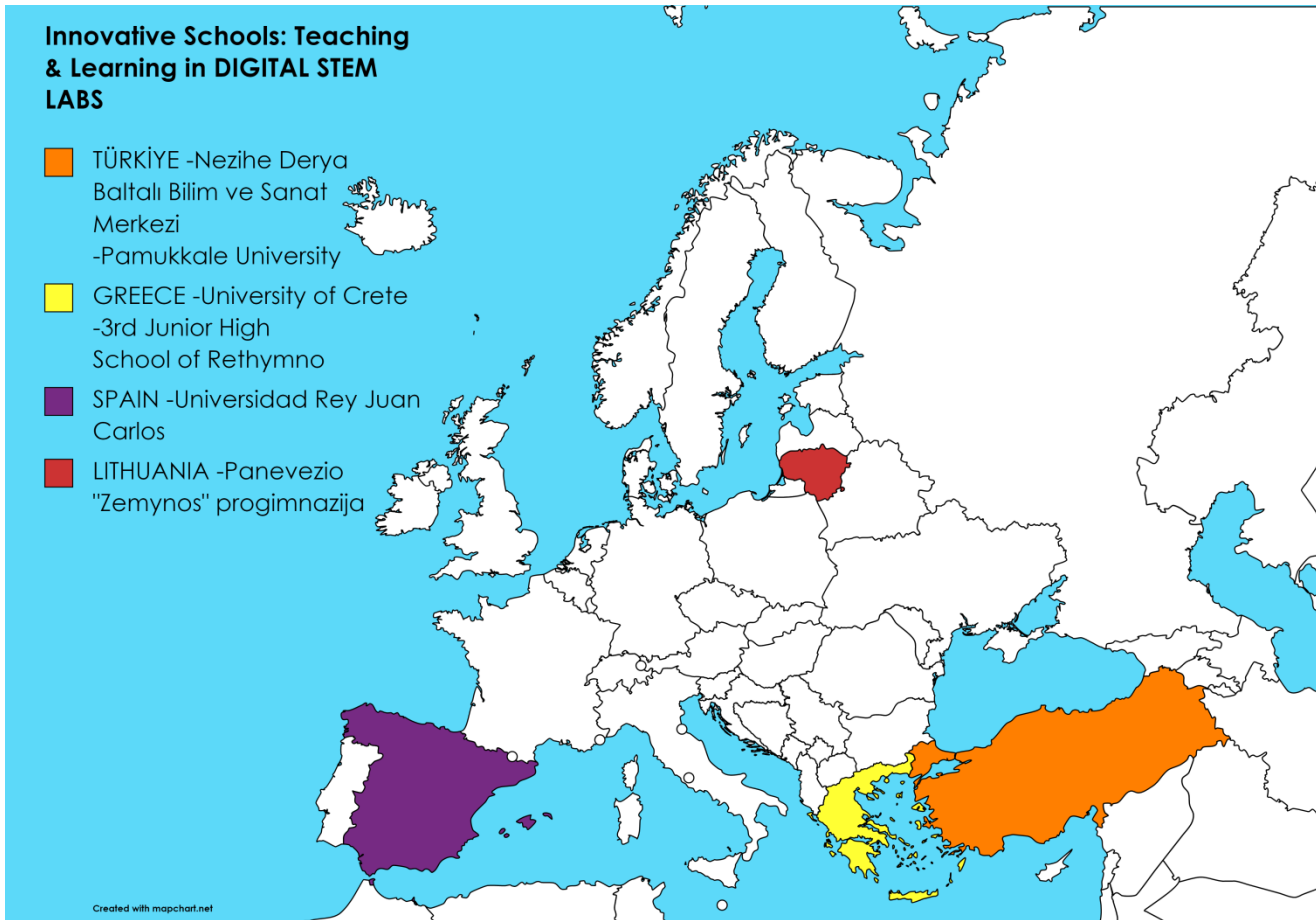 Innovative Schools: Teaching
& Learning in DIGITAL STEM
LABS
TÜRKİYE -Nezihe Derya
Baltalı Bilim ve Sanat
Merkezi
-Pamukkale University
GREECE -University of Crete
-3rd Junior High
School of Rethymno
SPAIN -Universidad Rey Juan
Carlos
LITHUANIA -Panevezio
"Zemynos" progimnazija
Created with mapchart.net